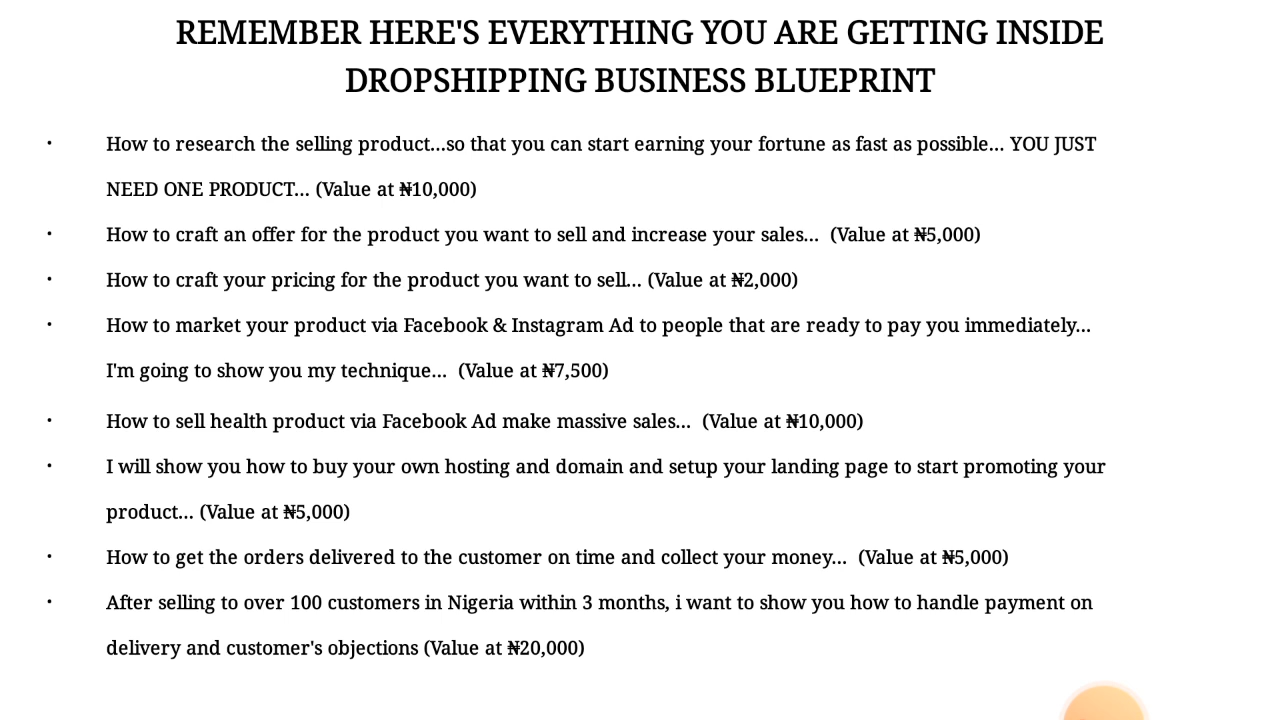 REMEMBER HERE'S EVERYTHING YOU ARE GETTING INSIDE
DROPSHIPPING BUSINESS BLUEPRINT
• How to research the selling product...so that you can start earning your fortune as fast as possible... YOU JUST
NEED ONE PRODUCT... (Value at ₦10,000)
• How to craft an offer for the product you want to sell and increase your sales... (Value at ₦5,000)
• How to craft your pricing for the product you want to sell... (Value at ₦2,000)
• How to market your product via Facebook & Instagram Ad to people that are ready to pay you immediately...
I'm going to show you my technique... (Value at ₦7,500)
• How to sell health product via Facebook Ad make massive sales... (Value at ₦10,000)
• I will show you how to buy your own hosting and domain and setup your landing page to start promoting your
product... (Value at ₦5,000)
• How to get the orders delivered to the customer on time and collect your money... (Value at ₦5,000)
• After selling to over 100 customers in Nigeria within 3 months, i want to show you how to handle payment on
delivery and customer's objections (Value at ₦20,000)